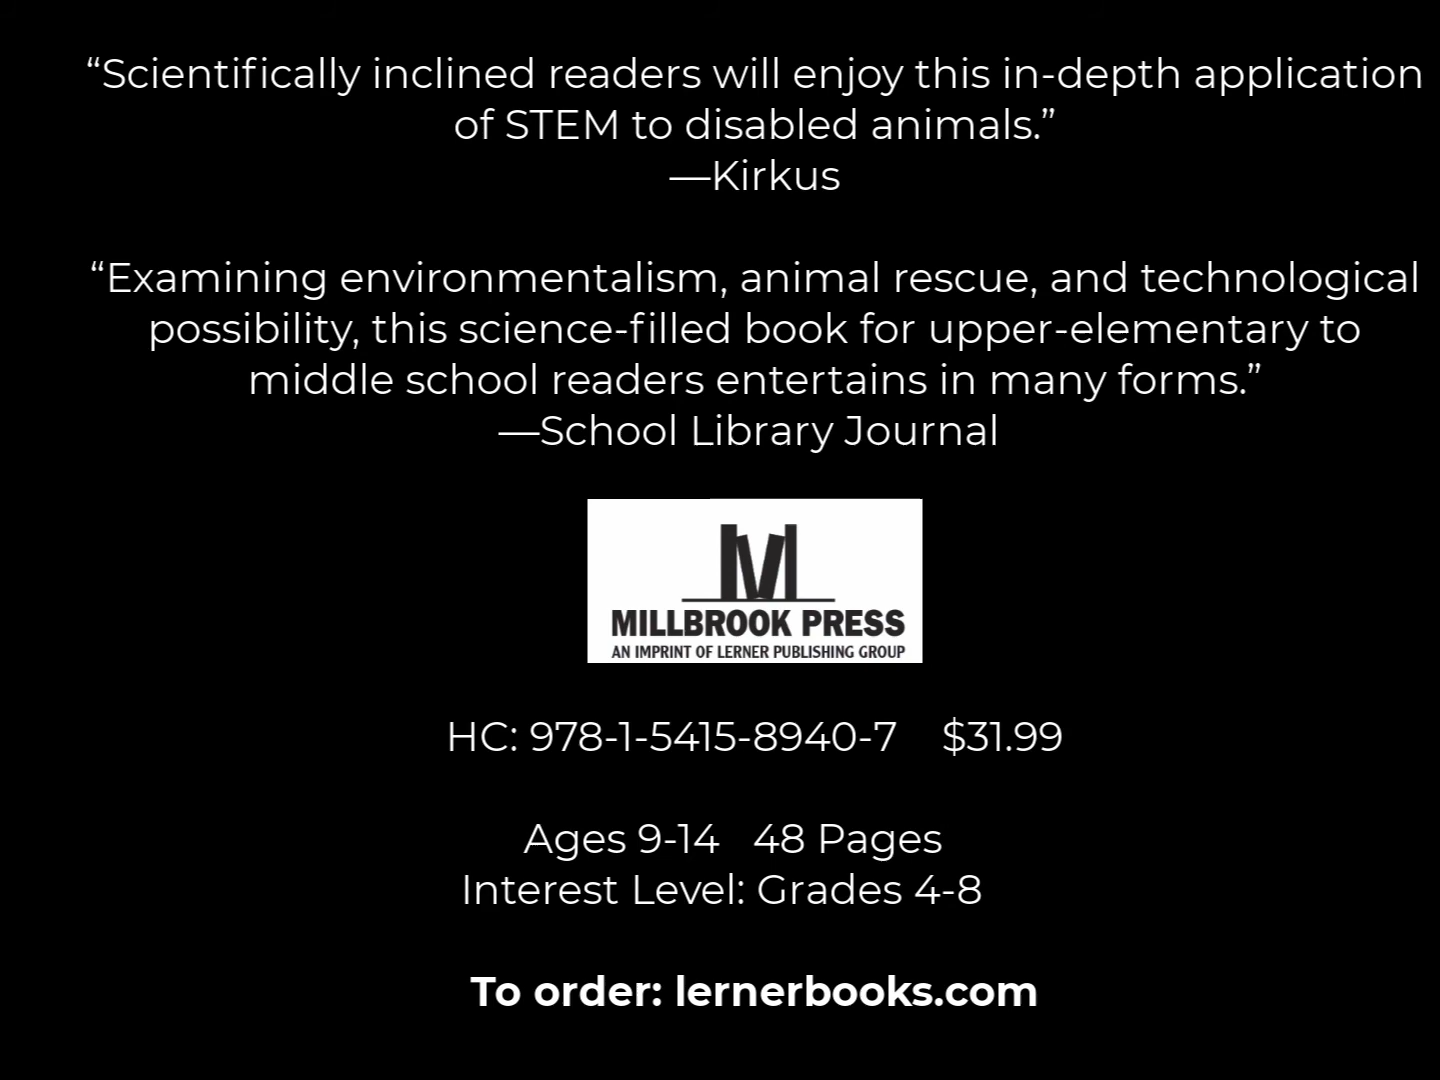 “Scientifically inclined readers will enjoy this in-depth application
of STEM to disabled animals.”
—Kirkus
“Examining environmentalism, animal rescue, and technological
possibility, this science-filled book for upper-elementary to
middle school readers entertains in many forms.”
—School Library Journal
MILLBROOK PRESS
AN IMPRINT OF LERNER PUBLISHING GROUP
HC: 978-1-5415-8940-7 $31.99
Ages 9-14 48 Pages
Interest Level: Grades 4-8
To order: lernerbooks.com